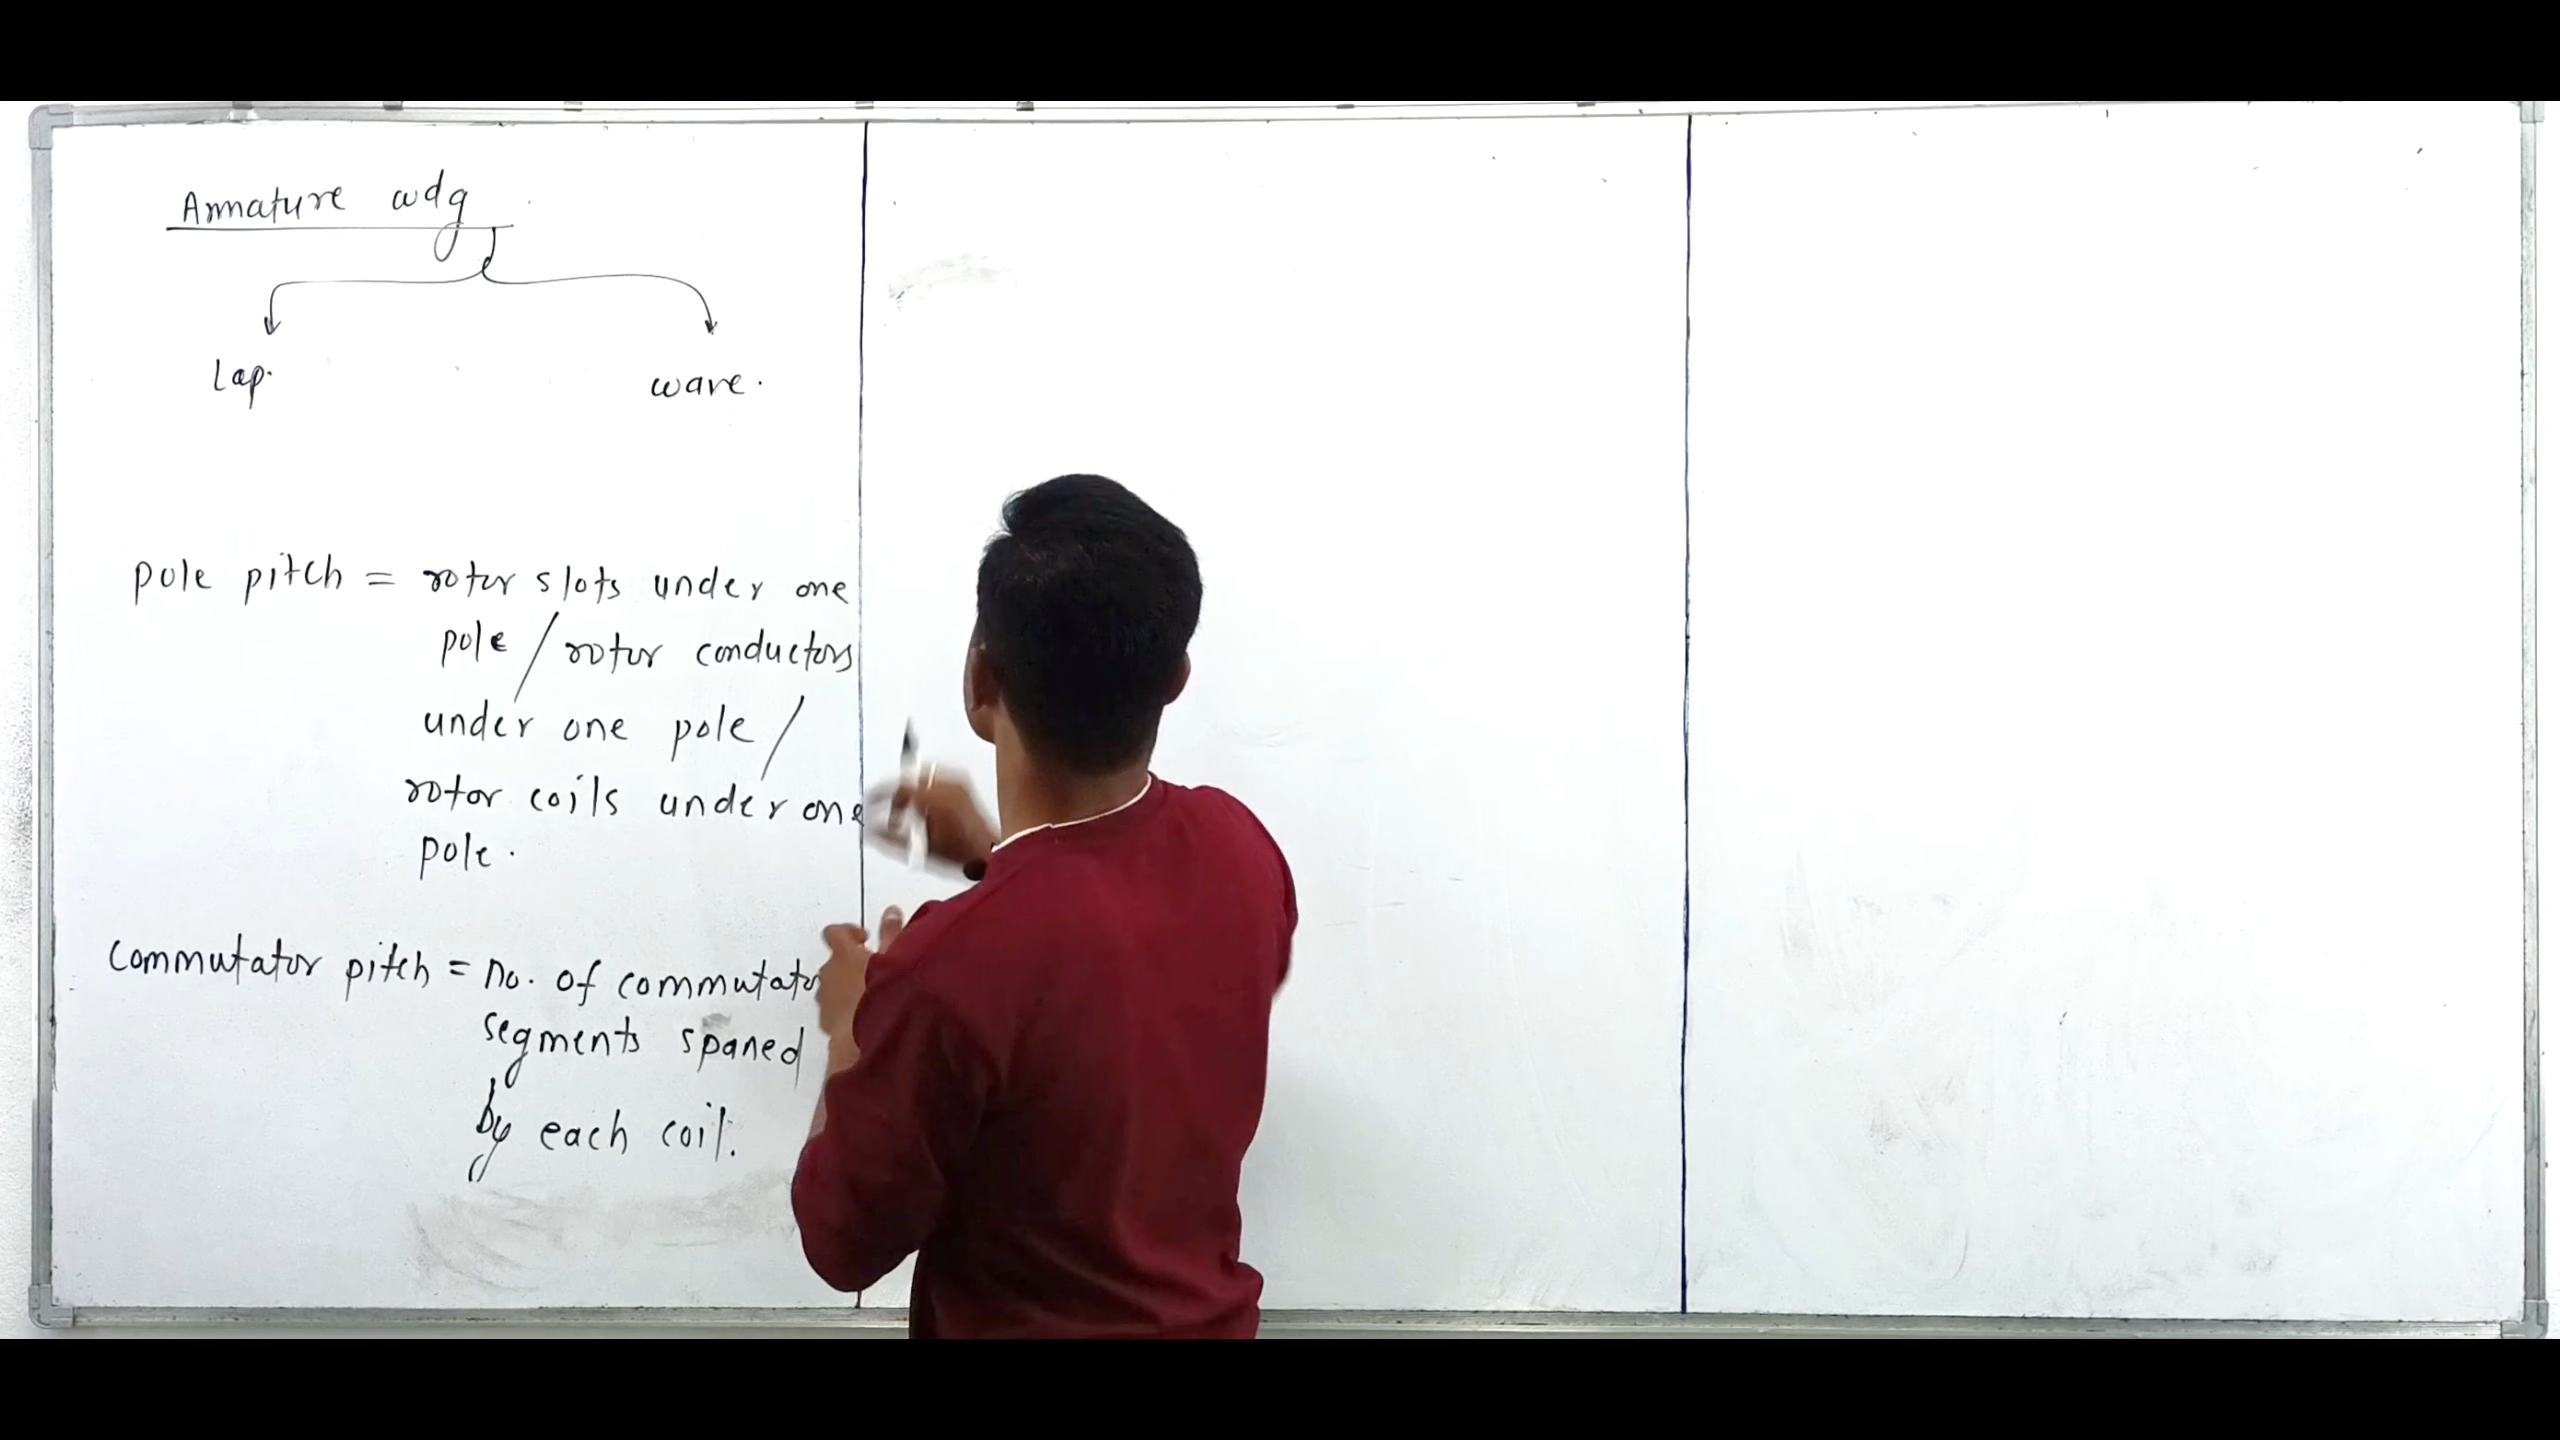 Armature wdg
Lap. wave.
pole pitch = rotor slots under one
pole / rotor conductors
under one pole /
rotor coils under one
pole.
commutator pitch = no. of commutator
segments spaned
by each coil.